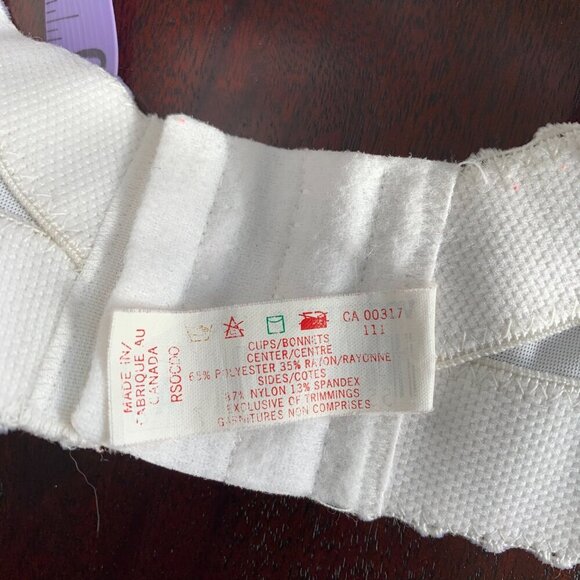 MADE IN/
FABRIQUE AU
CANADA
CA 00317
111
CUPS/BONNETS
CENTER/CENTRE
65% POLYESTER 35% RAYON/RAYONNE
SIDES/COTES
87% NYLON 13% SPANDEX
EXCLUSIVE OF TRIMMINGS
GARNITURES NON COMPRISES